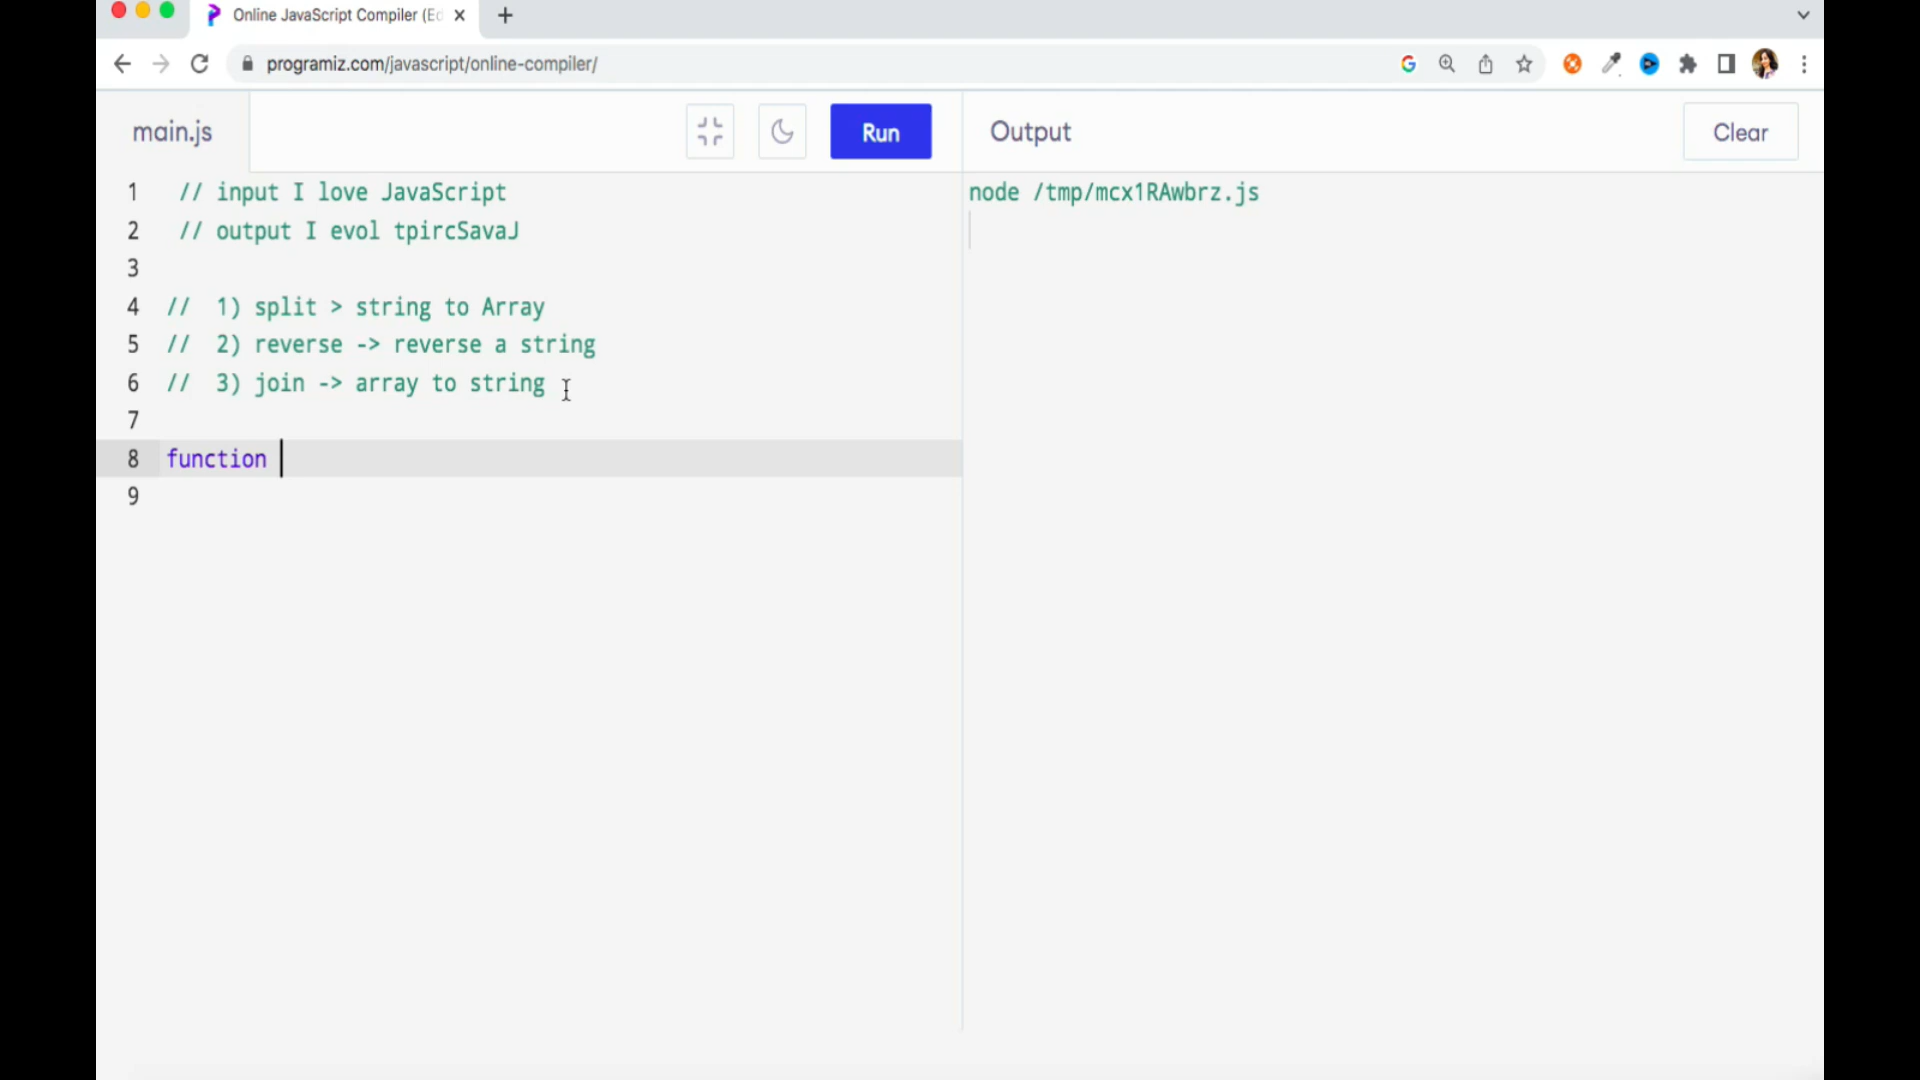 Online JavaScript Compiler (Ed
programiz.com/javascript/online-compiler/
main.js
Run
Output
Clear
1 // input I love JavaScript
2 // output I evol tpircSavaJ
3
4 // 1) split > string to Array
5 // 2) reverse -> reverse a string
6 // 3) join -> array to string
7
8 function
9
node /tmp/mcx1RAwbrz.js